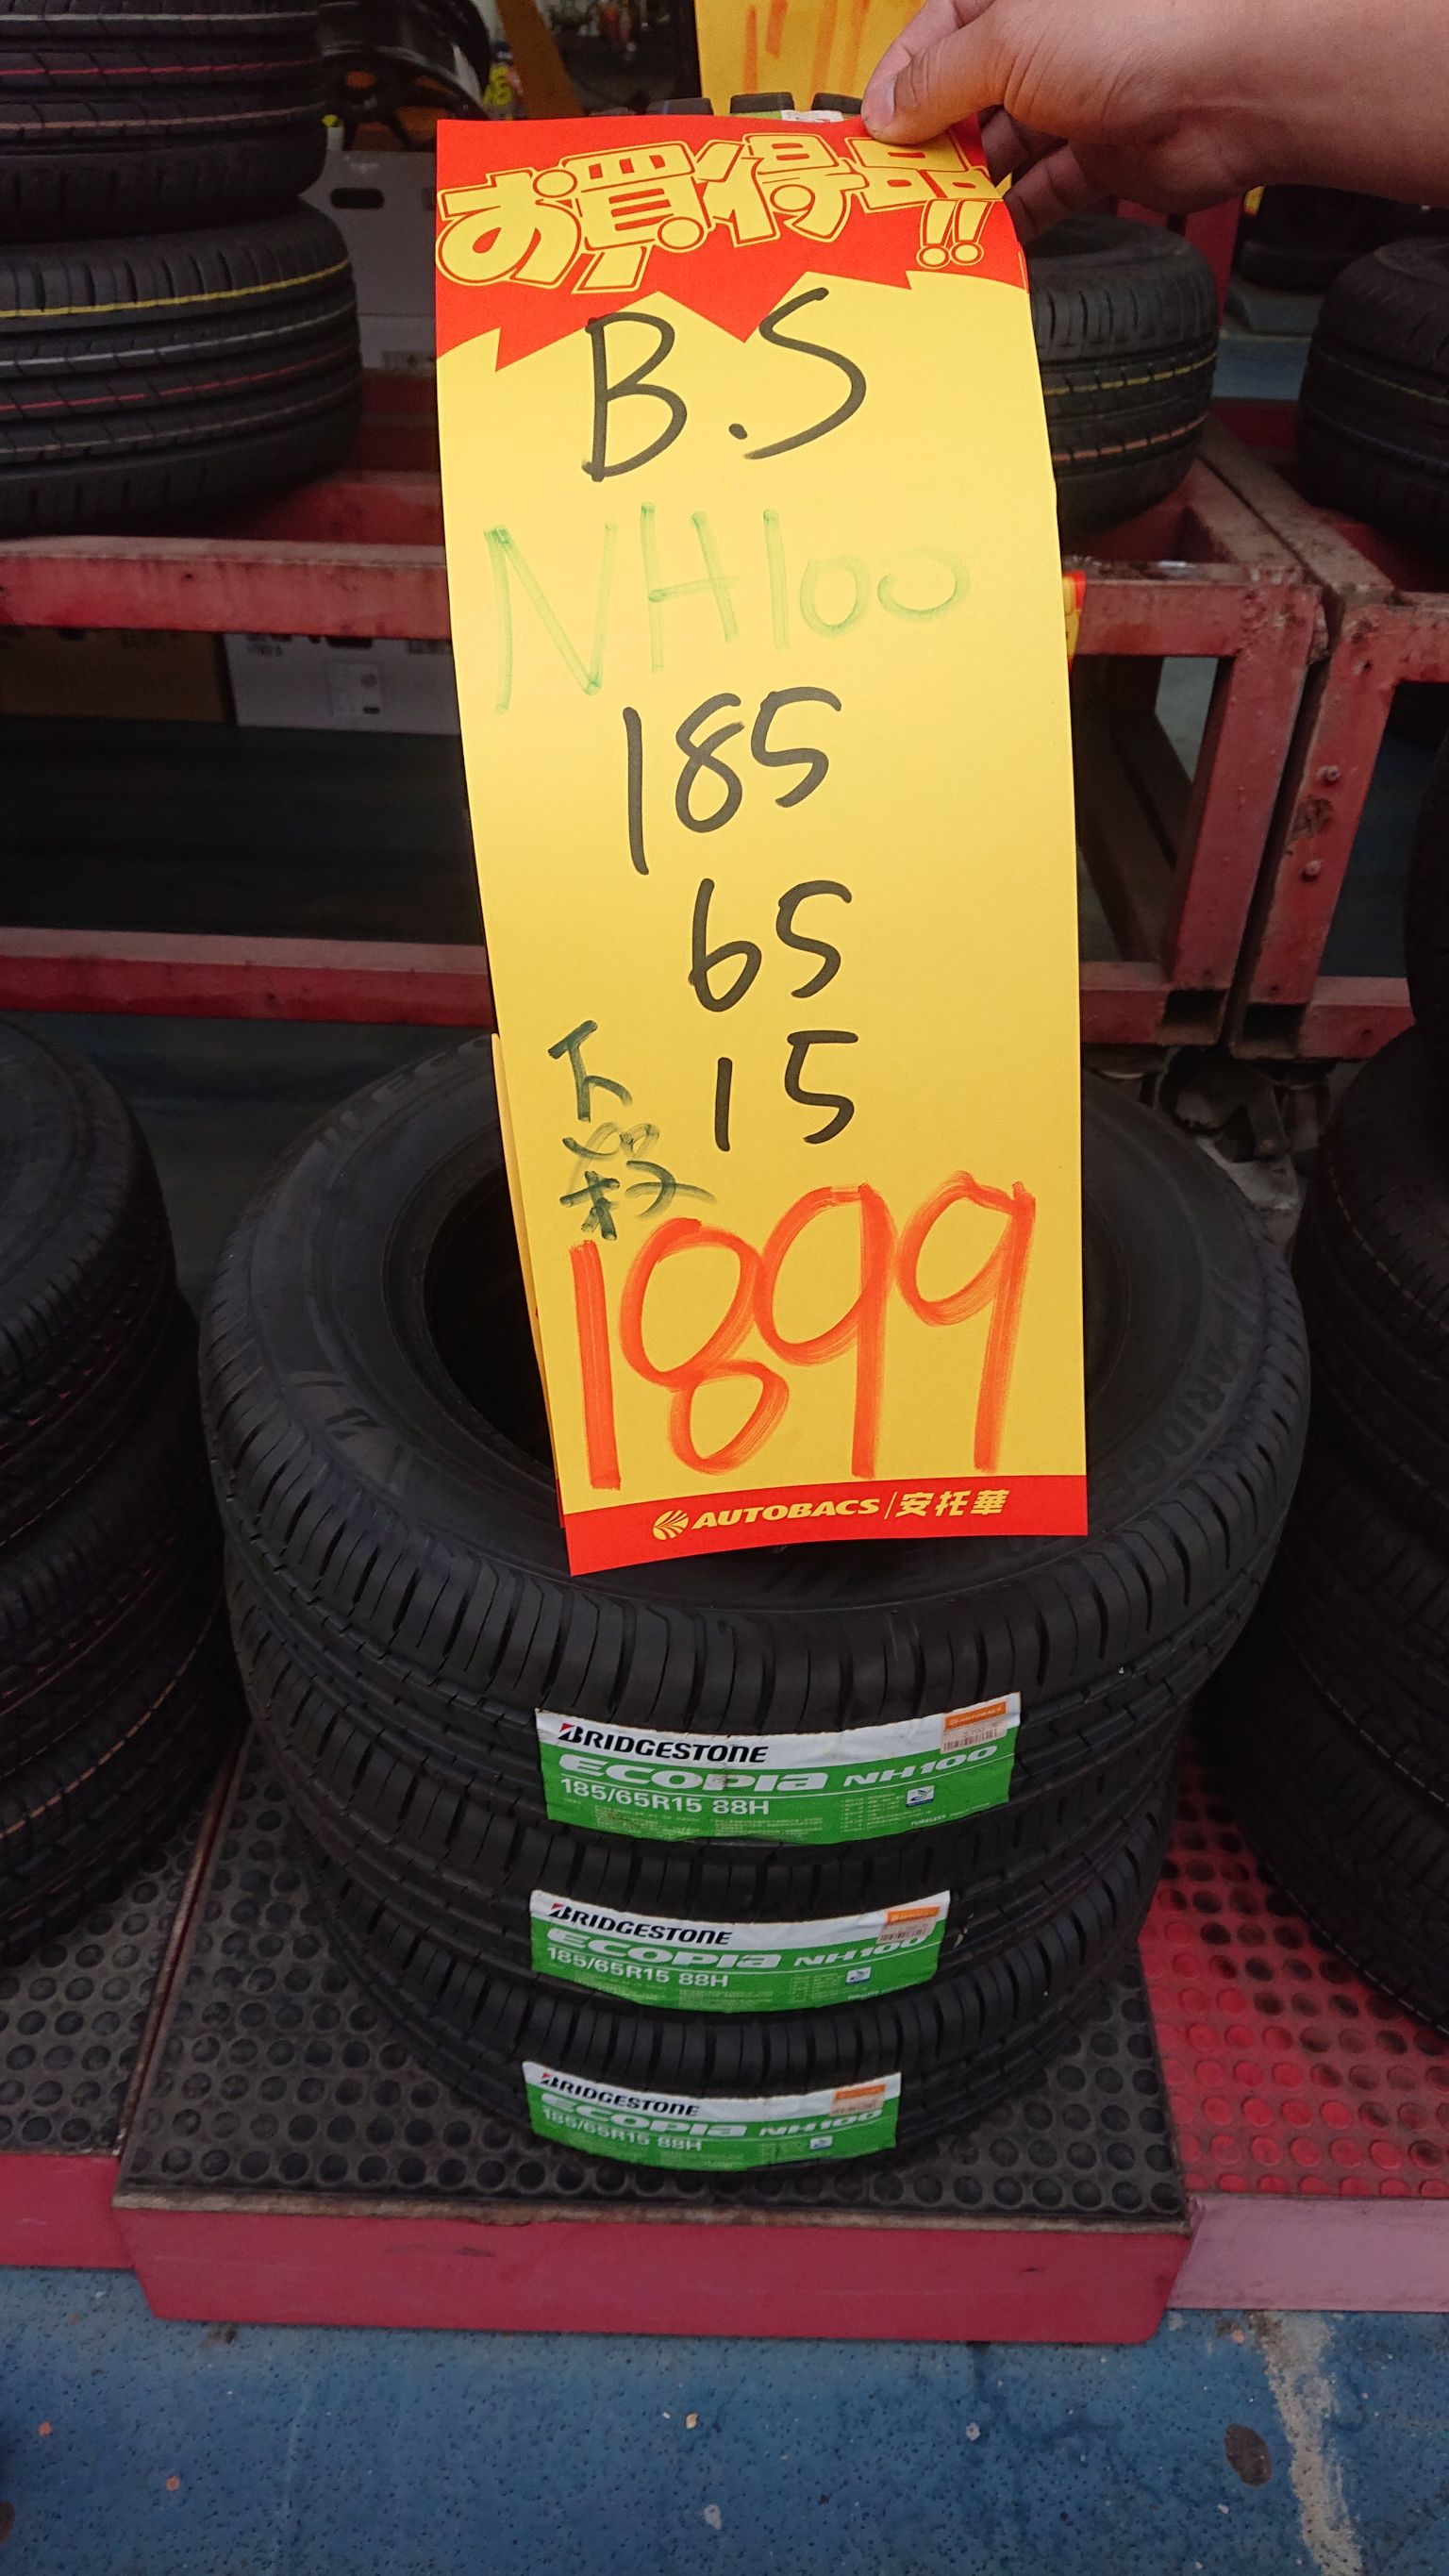 お買得品!!
B.S
NH100
185
65
15
下殺
1899
AUTOBACS/安托華
BRIDGESTONE
ECOPIA NH100
185/65R15 88H
BRIDGESTONE
ECOPIA NH100
185/65R15 88H
BRIDGESTONE
ECOPIA NH100
185/65R15 88H